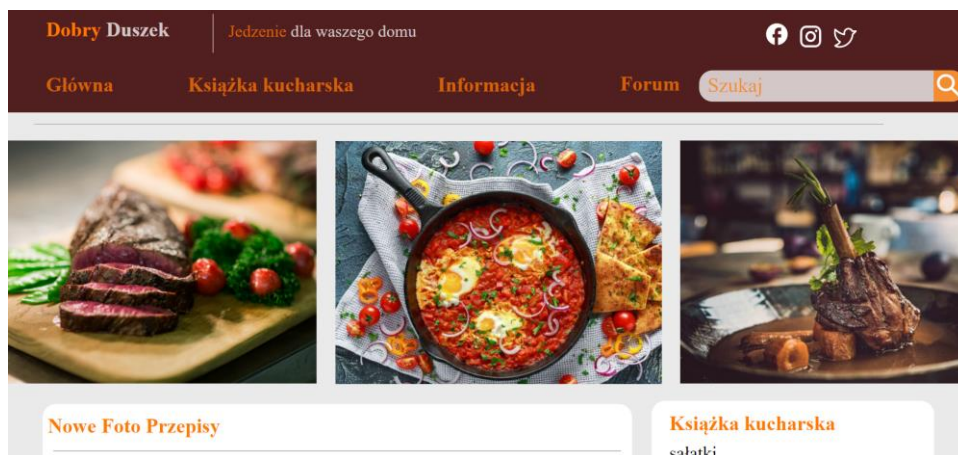 Dobry Duszek
Jedzenie dla waszego domu
Główna
Książka kucharska
Informacja
Forum
Szukaj
Nowe Foto Przepisy
Książka kucharska
sałatki